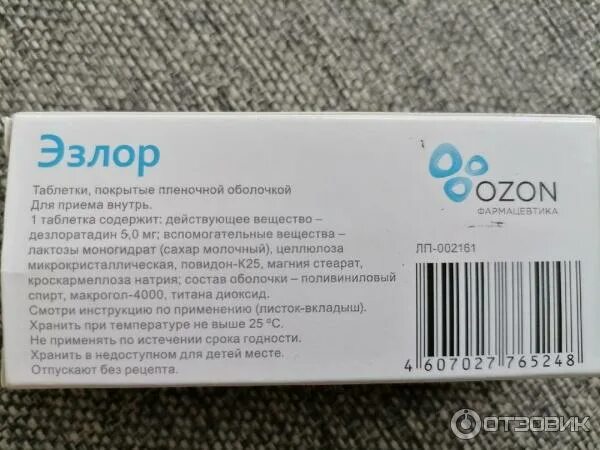 Эзлор
Таблетки, покрытые пленочной оболочкой
Для приема внутрь.
1 таблетка содержит: действующее вещество –
дезлоратадин 5,0 мг; вспомогательные вещества –
лактозы моногидрат (сахар молочный), целлюлоза
микрокристаллическая, повидон-К25, магния стеарат,
кроскармеллоза натрия; состав оболочки – поливиниловый
спирт, макрогол-4000, титана диоксид.
Смотри инструкцию по применению (листок-вкладыш).
Хранить при температуре не выше 25 ºС.
Не применять по истечении срока годности.
Хранить в недоступном для детей месте.
Отпускают без рецепта.
OZON
ФАРМАЦЕВТИКА
ЛП-002161
4 607027 765248
ОТЗОВИК